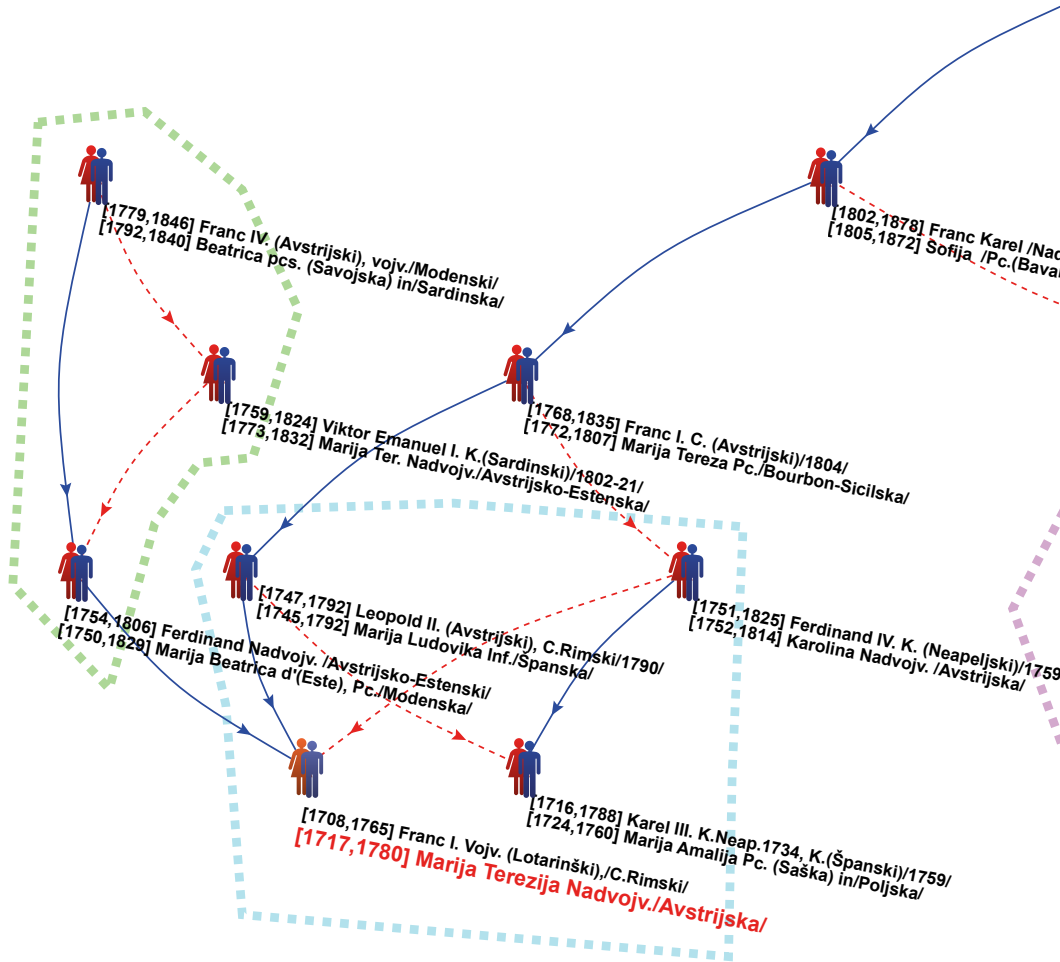 [1779,1846] Franc IV. (Avstrijski), vojv./Modenski/
[1792,1840] Beatrica pcs. (Savojska) in/Sardinska/
[1802,1878] Franc Karel /Nad
[1805,1872] Sofija /Pc.(Bava
[1759,1824] Viktor Emanuel I. K.(Sardinski)/1802-21/
[1773,1832] Marija Ter. Nadvojv./Avstrijsko-Estenska/
[1768,1835] Franc I. C. (Avstrijski)/1804/
[1772,1807] Marija Tereza Pc./Bourbon-Sicilska/
[1754,1806] Ferdinand Nadvojv. /Avstrijsko-Estenski/
[1750,1829] Marija Beatrica d'(Este), Pc./Modenska/
[1747,1792] Leopold II. (Avstrijski), C.Rimski/1790/
[1745,1792] Marija Ludovika Inf./Španska/
[1751,1825] Ferdinand IV. K. (Neapeljski)/1759
[1752,1814] Karolina Nadvojv. /Avstrijska/
[1708,1765] Franc I. Vojv. (Lotarinški),/C.Rimski/
[1717,1780] Marija Terezija Nadvojv./Avstrijska/
[1716,1788] Karel III. K.Neap.1734, K.(Španski)/1759/
[1724,1760] Marija Amalija Pc. (Saška) in/Poljska/